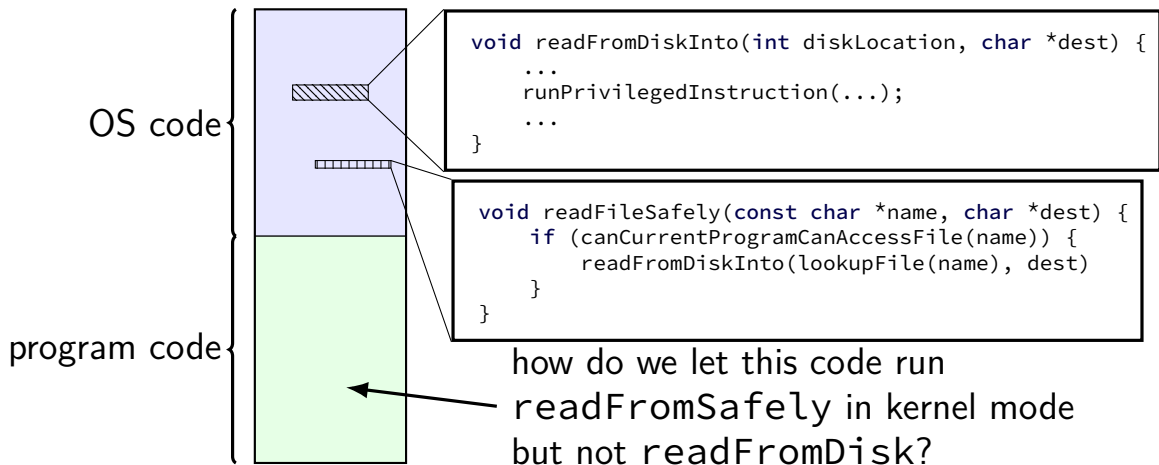 OS code
program code
void readFromDiskInto(int diskLocation, char *dest) {
...
runPrivilegedInstruction(...);
...
}
void readFileSafely(const char *name, char *dest) {
if (canCurrentProgramCanAccessFile(name)) {
readFromDiskInto(lookupFile(name), dest)
}
}
how do we let this code run
readFromSafely in kernel mode
but not readFromDisk?